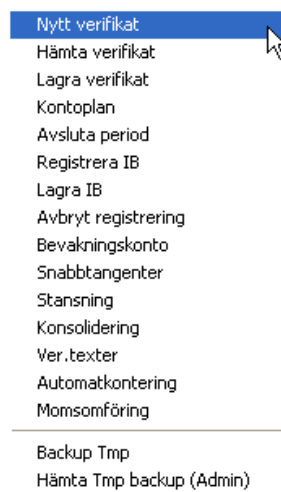 Nytt verifikat
Hämta verifikat
Lagra verifikat
Kontoplan
Avsluta period
Registrera IB
Lagra IB
Avbryt registrering
Bevakningskonto
Snabbtangenter
Stansning
Konsolidering
Ver.texter
Automatkontering
Momsomföring
Backup Tmp
Hämta Tmp backup (Admin)